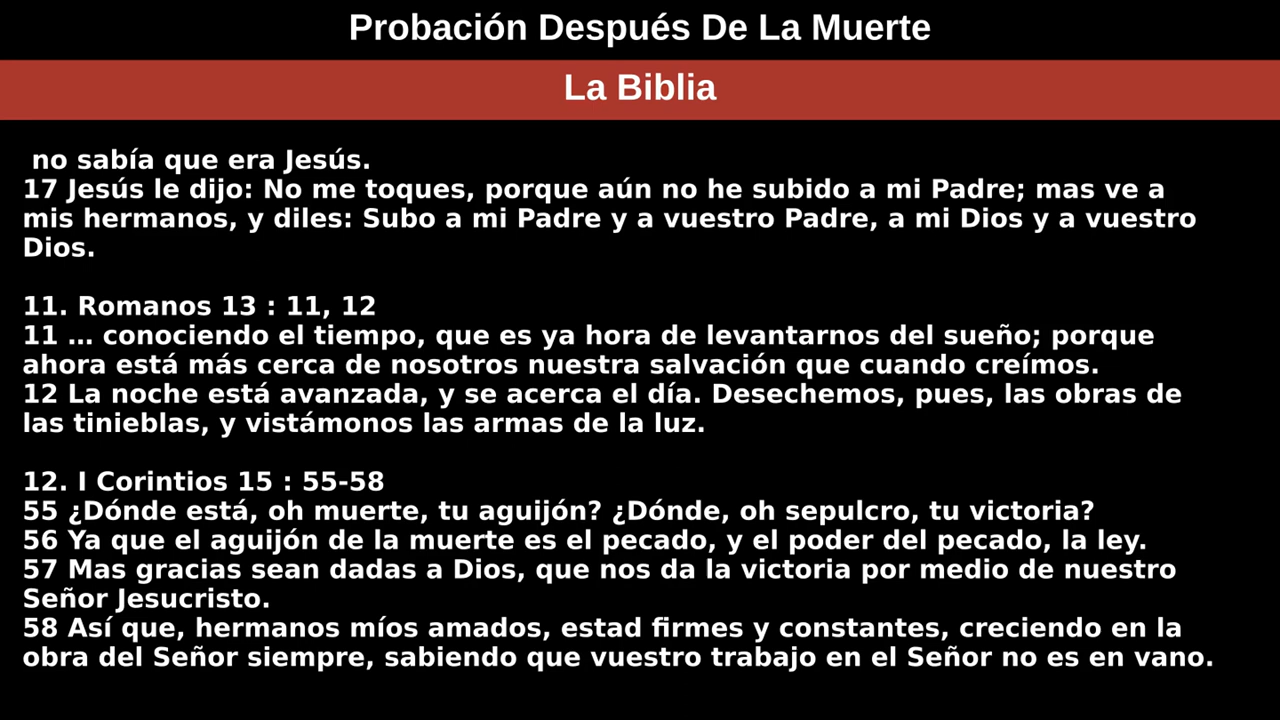 Probación Después De La Muerte
La Biblia
no sabía que era Jesús.
17 Jesús le dijo: No me toques, porque aún no he subido a mi Padre; mas ve a
mis hermanos, y diles: Subo a mi Padre y a vuestro Padre, a mi Dios y a vuestro
Dios.
11. Romanos 13 : 11, 12
11 … conociendo el tiempo, que es ya hora de levantarnos del sueño; porque
ahora está más cerca de nosotros nuestra salvación que cuando creímos.
12 La noche está avanzada, y se acerca el día. Desechemos, pues, las obras de
las tinieblas, y vistámonos las armas de la luz.
12. I Corintios 15 : 55-58
55 ¿Dónde está, oh muerte, tu aguijón? ¿Dónde, oh sepulcro, tu victoria?
56 Ya que el aguijón de la muerte es el pecado, y el poder del pecado, la ley.
57 Mas gracias sean dadas a Dios, que nos da la victoria por medio de nuestro
Señor Jesucristo.
58 Así que, hermanos míos amados, estad firmes y constantes, creciendo en la
obra del Señor siempre, sabiendo que vuestro trabajo en el Señor no es en vano.